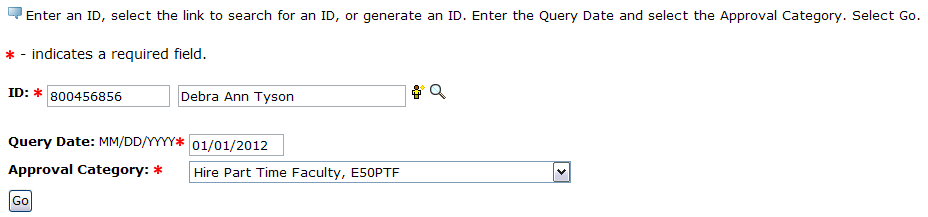 Enter an ID, select the link to search for an ID, or generate an ID. Enter the Query Date and select the Approval Category. Select Go.
* - indicates a required field.
ID: * 800456856 Debra Ann Tyson
Query Date: MM/DD/YYYY* 01/01/2012
Approval Category: * Hire Part Time Faculty, E50PTF
Go